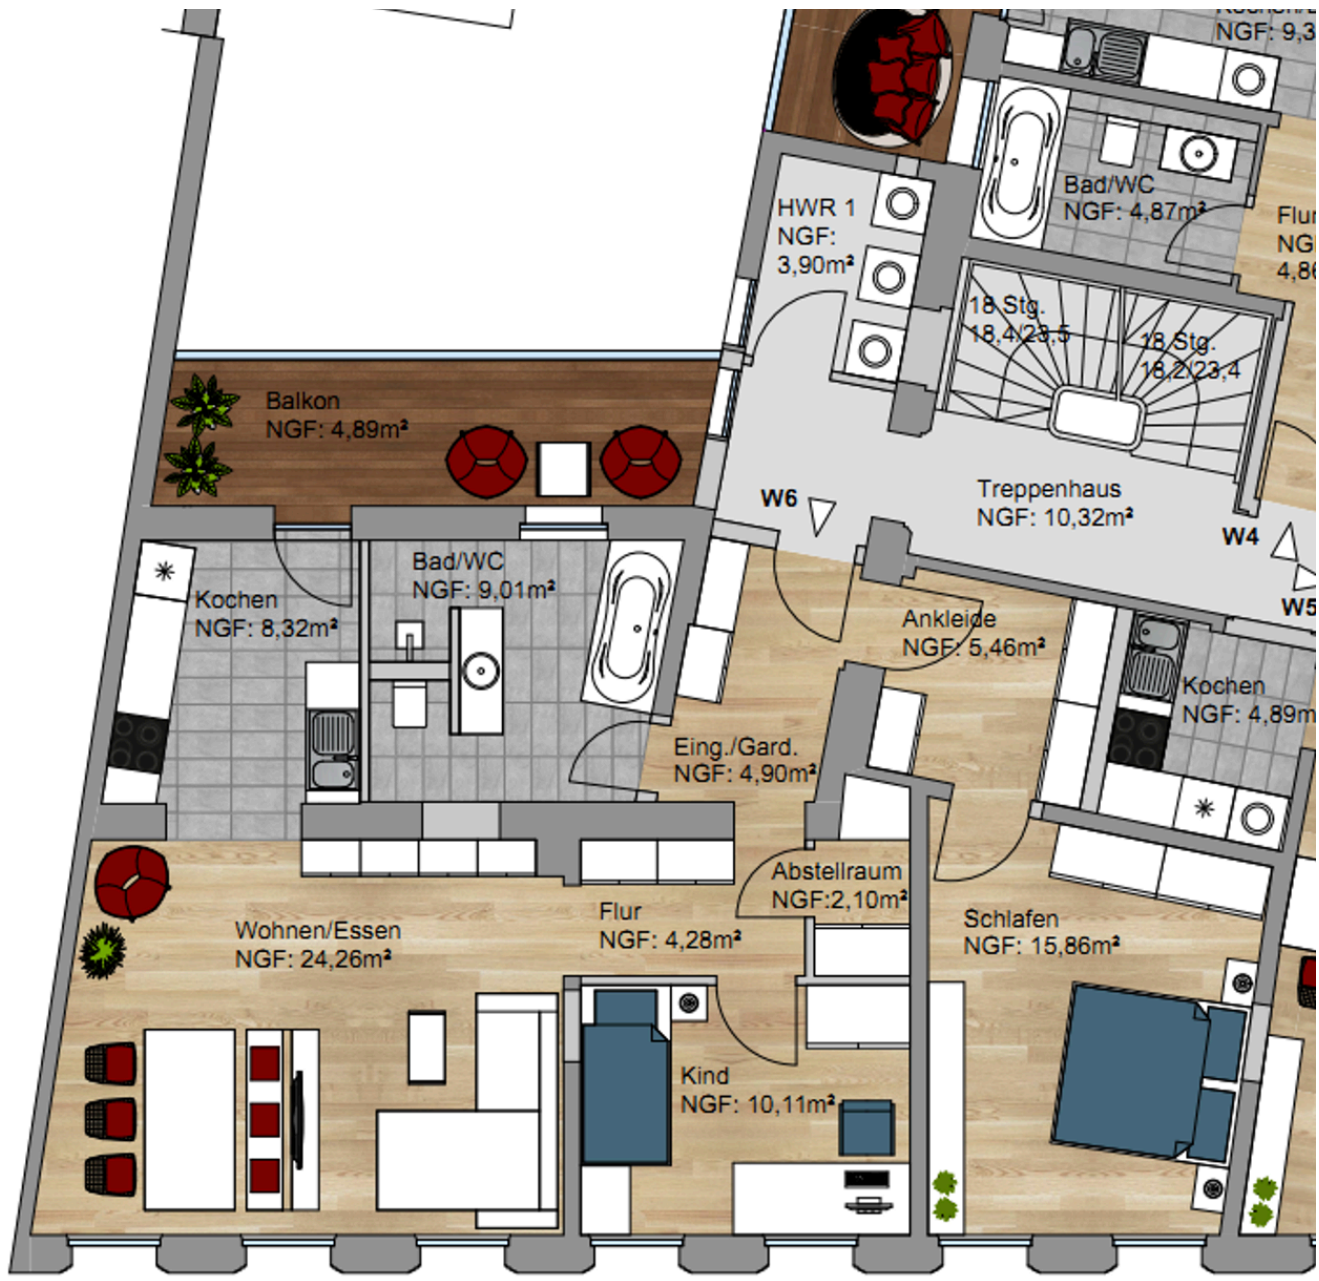 NGF: 9,3
Bad/WC
NGF: 4,87m²
HWR 1
NGF:
3,90m²
Flur
NG
4,86
18 Stg.
18,4/23,5
18 Stg.
18,2/23,4
Balkon
NGF: 4,89m²
W6
Treppenhaus
NGF: 10,32m²
W4
W5
Bad/WC
NGF: 9,01m²
Kochen
NGF: 8,32m²
Ankleide
NGF: 5,46m²
Kochen
NGF: 4,89m
Eing./Gard.
NGF: 4,90m²
Abstellraum
NGF:2,10m²
Flur
NGF: 4,28m²
Wohnen/Essen
NGF: 24,26m²
Schlafen
NGF: 15,86m²
Kind
NGF: 10,11m²